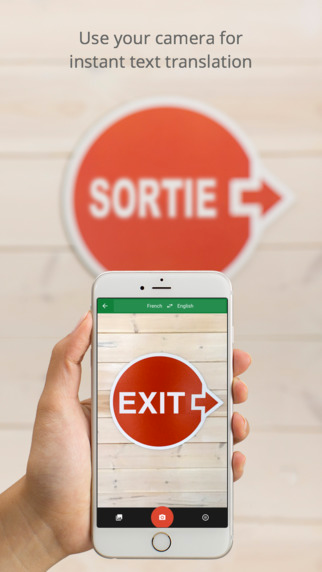 Use your camera for
instant text translation
SORTIE
French English
EXIT